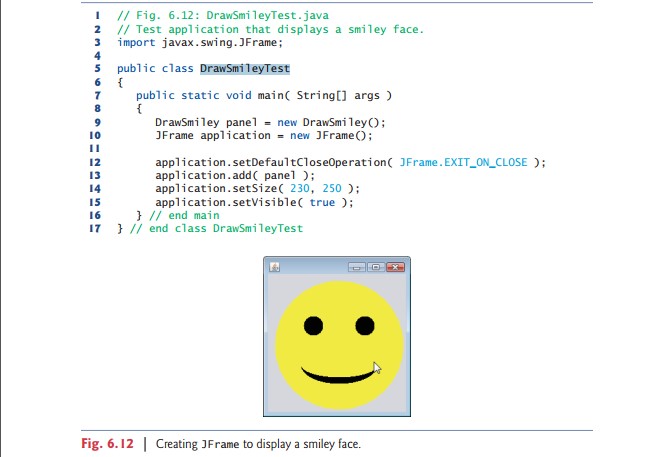 1 // Fig. 6.12: DrawSmileyTest.java
2 // Test application that displays a smiley face.
3 import javax.swing.JFrame;
4
5 public class DrawSmileyTest
6 {
7 public static void main( String[] args )
8 {
9 DrawSmiley panel = new DrawSmiley();
10 JFrame application = new JFrame();
11
12 application.setDefaultCloseOperation( JFrame.EXIT_ON_CLOSE );
13 application.add( panel );
14 application.setSize( 230, 250 );
15 application.setVisible( true );
16 } // end main
17 } // end class DrawSmileyTest
Fig. 6.12 | Creating JFrame to display a smiley face.